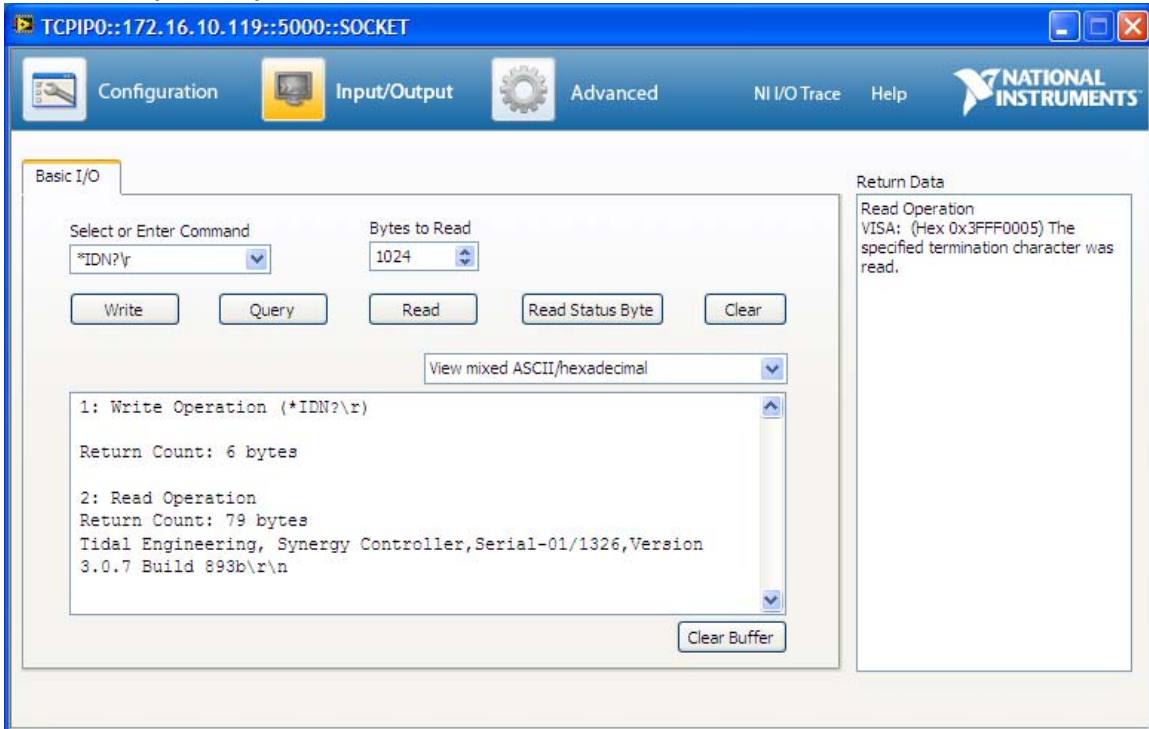 TCPIP0::172.16.10.119::5000::SOCKET
Configuration Input/Output Advanced NI I/O Trace Help NATIONAL INSTRUMENTS
Basic I/O
Select or Enter Command Bytes to Read
*IDN?\r 1024
Write Query Read Read Status Byte Clear
View mixed ASCII/hexadecimal
1: Write Operation (*IDN?\r)
Return Count: 6 bytes
2: Read Operation
Return Count: 79 bytes
Tidal Engineering, Synergy Controller,Serial-01/1326,Version
3.0.7 Build 893b\r\n
Clear Buffer
Return Data
Read Operation
VISA: (Hex 0x3FFF0005) The
specified termination character was
read.